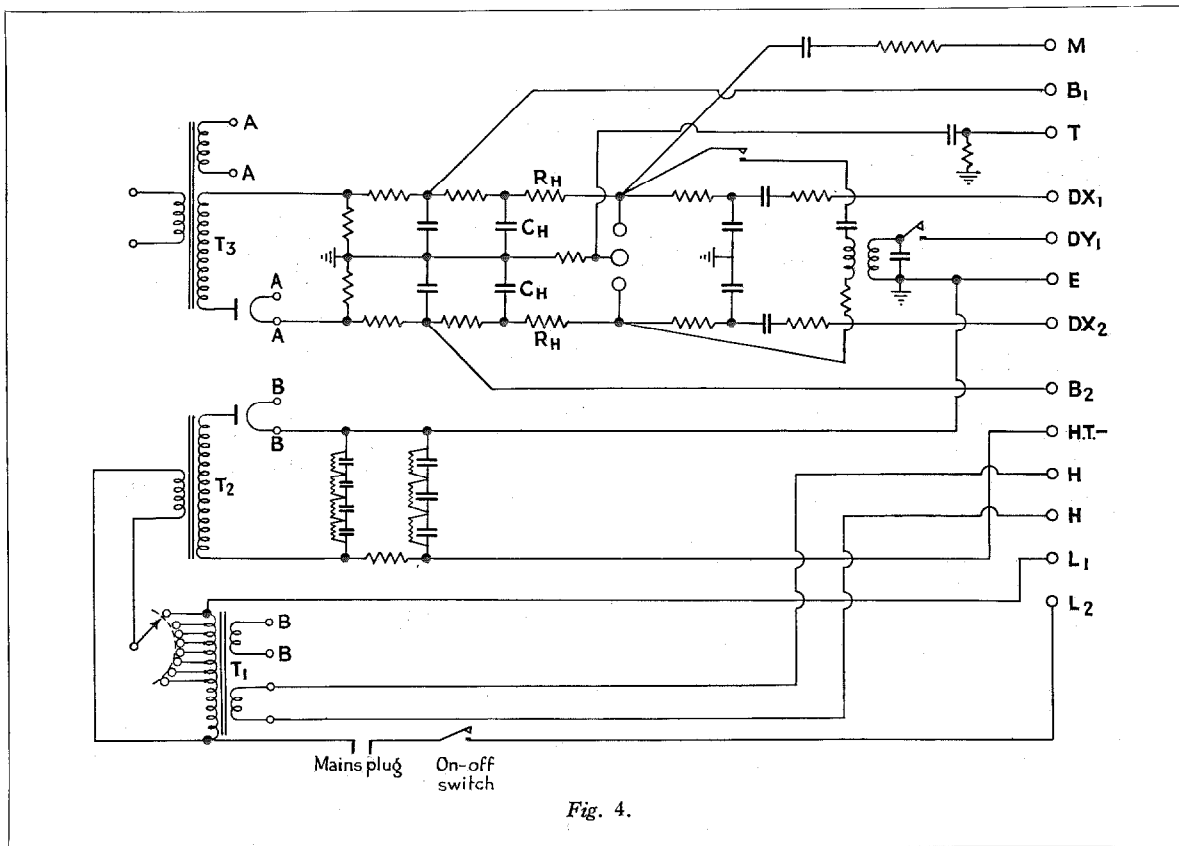 M
B1
T
A
A
RH
DX1
CH
DY1
T3
A
E
CH
A
DX2
RH
B
B2
B
H.T.-
T2
H
H
L1
B
L2
B
T1
Mains plug
On-off
switch
Fig. 4.